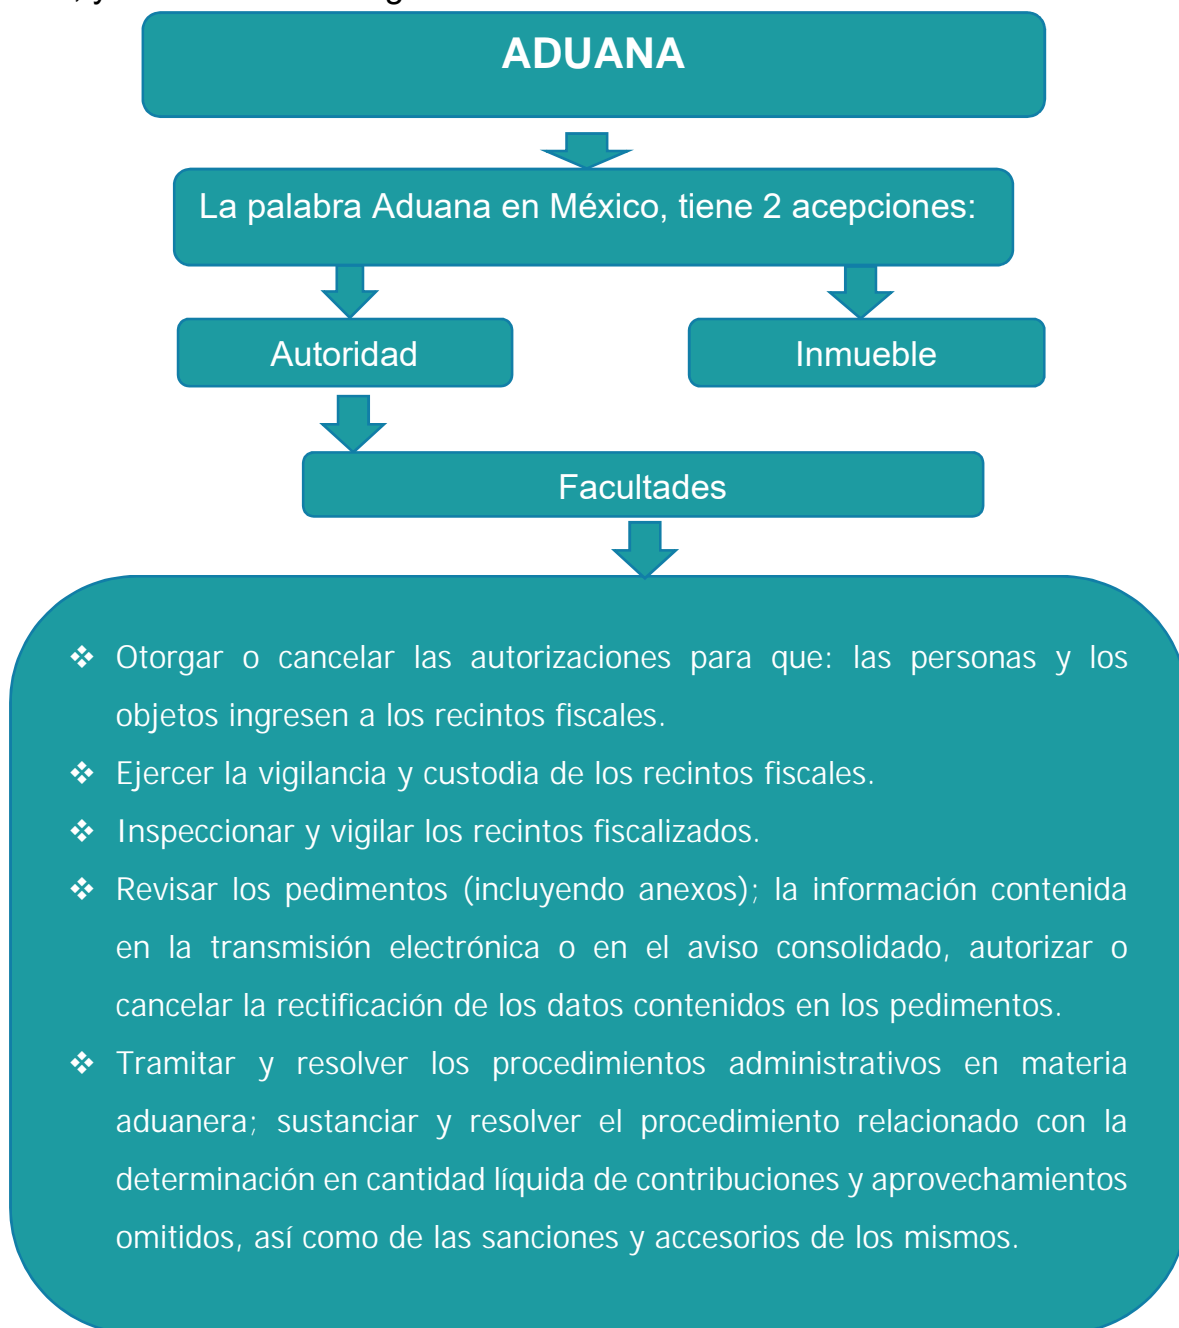 ADUANA
La palabra Aduana en México, tiene 2 acepciones:
Autoridad
Inmueble
Facultades
❖ Otorgar o cancelar las autorizaciones para que: las personas y los
objetos ingresen a los recintos fiscales.
❖ Ejercer la vigilancia y custodia de los recintos fiscales.
❖ Inspeccionar y vigilar los recintos fiscalizados.
❖ Revisar los pedimentos (incluyendo anexos); la información contenida
en la transmisión electrónica o en el aviso consolidado, autorizar o
cancelar la rectificación de los datos contenidos en los pedimentos.
❖ Tramitar y resolver los procedimientos administrativos en materia
aduanera; sustanciar y resolver el procedimiento relacionado con la
determinación en cantidad líquida de contribuciones y aprovechamientos
omitidos, así como de las sanciones y accesorios de los mismos.